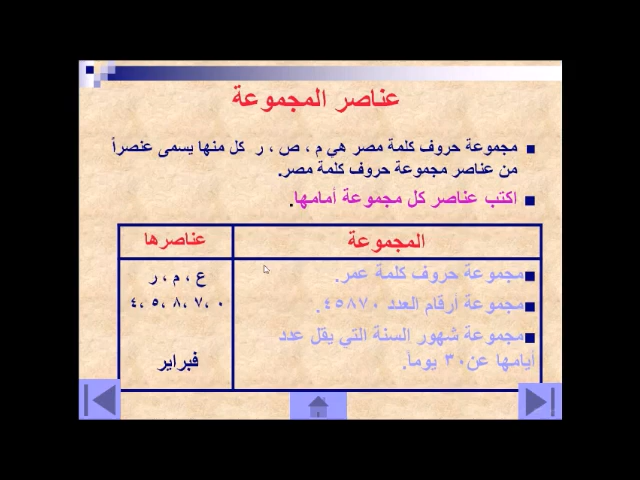 عناصر المجموعة
مجموعة حروف كلمة مصر هي م ، ص ، ر كل منها يسمى عنصراً
من عناصر مجموعة حروف كلمة مصر.
اكتب عناصر كل مجموعة أمامها.
المجموعة
عناصرها
مجموعة حروف كلمة عمر.
ع ، م ، ر
مجموعة أرقام العدد ٤٥٨٧٠.
٠ ،٧ ،٨ ،٥ ،٤
مجموعة شهور السنة التي يقل عدد
أيامها عن٣٠ يوماً.
فبراير